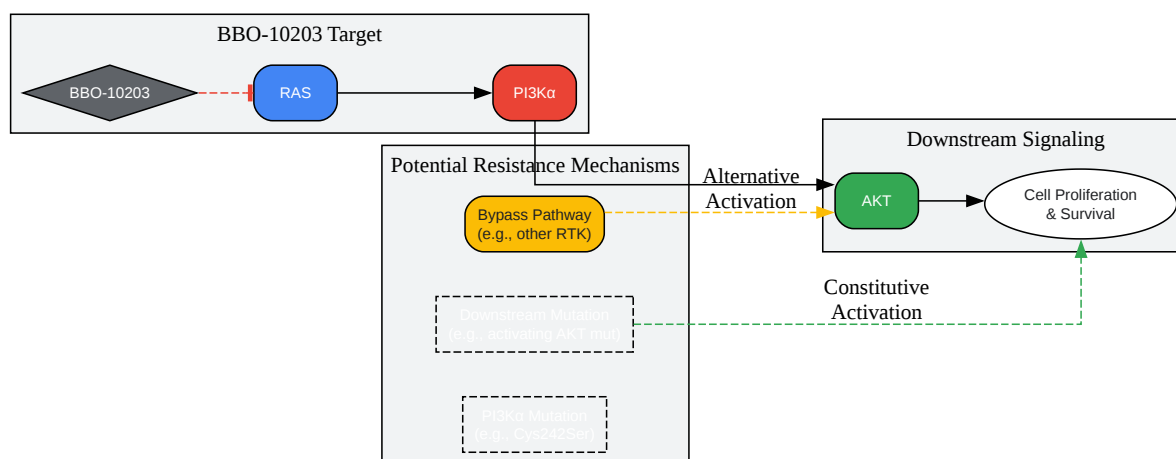 BBO-10203 Target
BBO-10203
RAS
PI3Kα
Potential Resistance Mechanisms
Bypass Pathway
(e.g., other RTK)
Downstream Mutation
(e.g., activating AKT mut)
PI3Kα Mutation
(e.g., Cys242Ser)
Alternative
Activation
Constitutive
Activation
Downstream Signaling
AKT
Cell Proliferation
& Survival